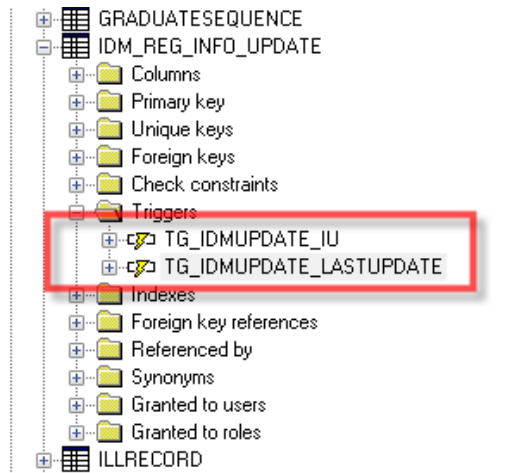 GRADUATESEQUENCE
IDM_REG_INFO_UPDATE
Columns
Primary key
Unique keys
Foreign keys
Check constraints
Triggers
TG_IDMUPDATE_IU
TG_IDMUPDATE_LASTUPDATE
Indexes
Foreign key references
Referenced by
Synonyms
Granted to users
Granted to roles
ILLRECORD